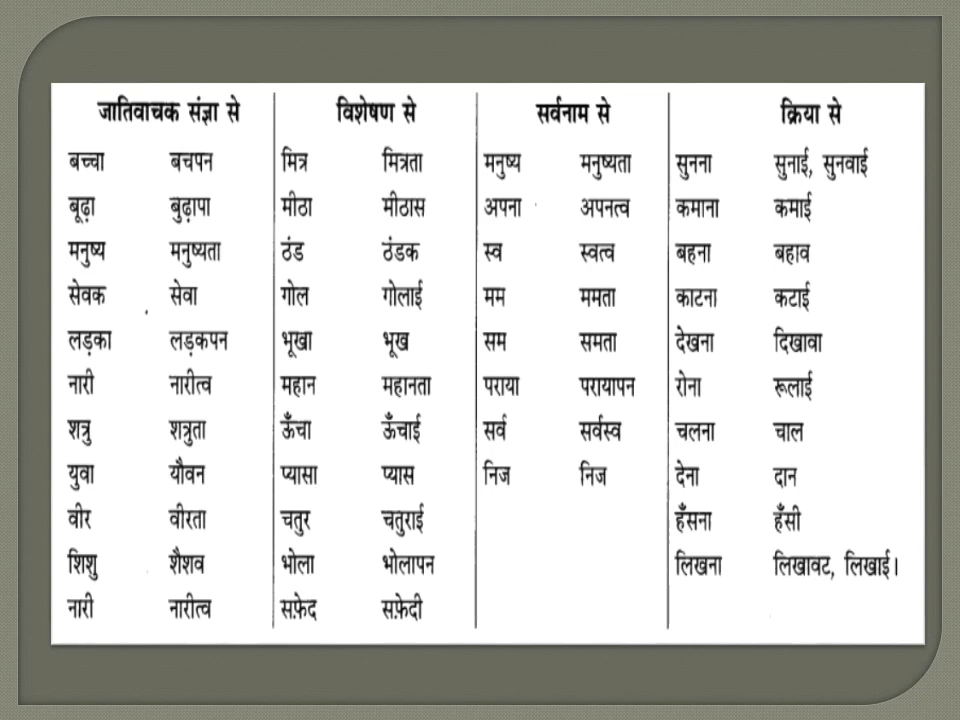 जातिवाचक संज्ञा से विशेषण से सर्वनाम से क्रिया से
बच्चा बचपन मित्र मित्रता मनुष्य मनुष्यता सुनना सुनाई, सुनवाई
बूढ़ा बुढ़ापा मीठा मीठास अपना अपनत्व कमाना कमाई
मनुष्य मनुष्यता ठंड ठंडक स्व स्वत्व बहना बहाव
सेवक सेवा गोल गोलाई मम ममता काटना कटाई
लड़का लड़कपन भूखा भूख सम समता देखना दिखावा
नारी नारीत्व महान महानता पराया परायापन रोना रूलाई
शत्रु शत्रुता ऊँचा ऊँचाई सर्व सर्वस्व चलना चाल
युवा यौवन प्यासा प्यास निज निज देना दान
वीर वीरता चतुर चतुराई हँसना हँसी
शिशु शैशव भोला भोलापन लिखना लिखावट, लिखाई।
नारी नारीत्व सफ़ेद सफ़ेदी